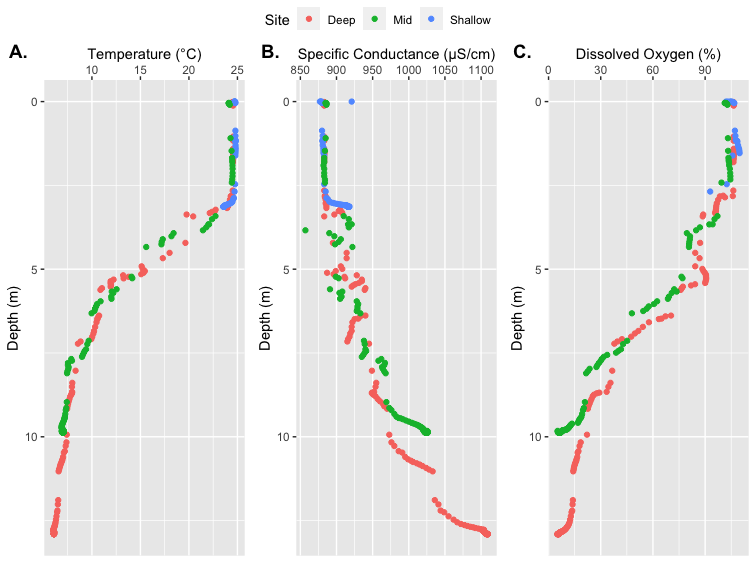 Site Deep Mid Shallow
A. Temperature (°C)
10 15 20 25
0
5
10
Depth (m)
B. Specific Conductance (µS/cm)
850 900 950 1000 1050 1100
0
5
10
Depth (m)
C. Dissolved Oxygen (%)
0 30 60 90
0
5
10
Depth (m)